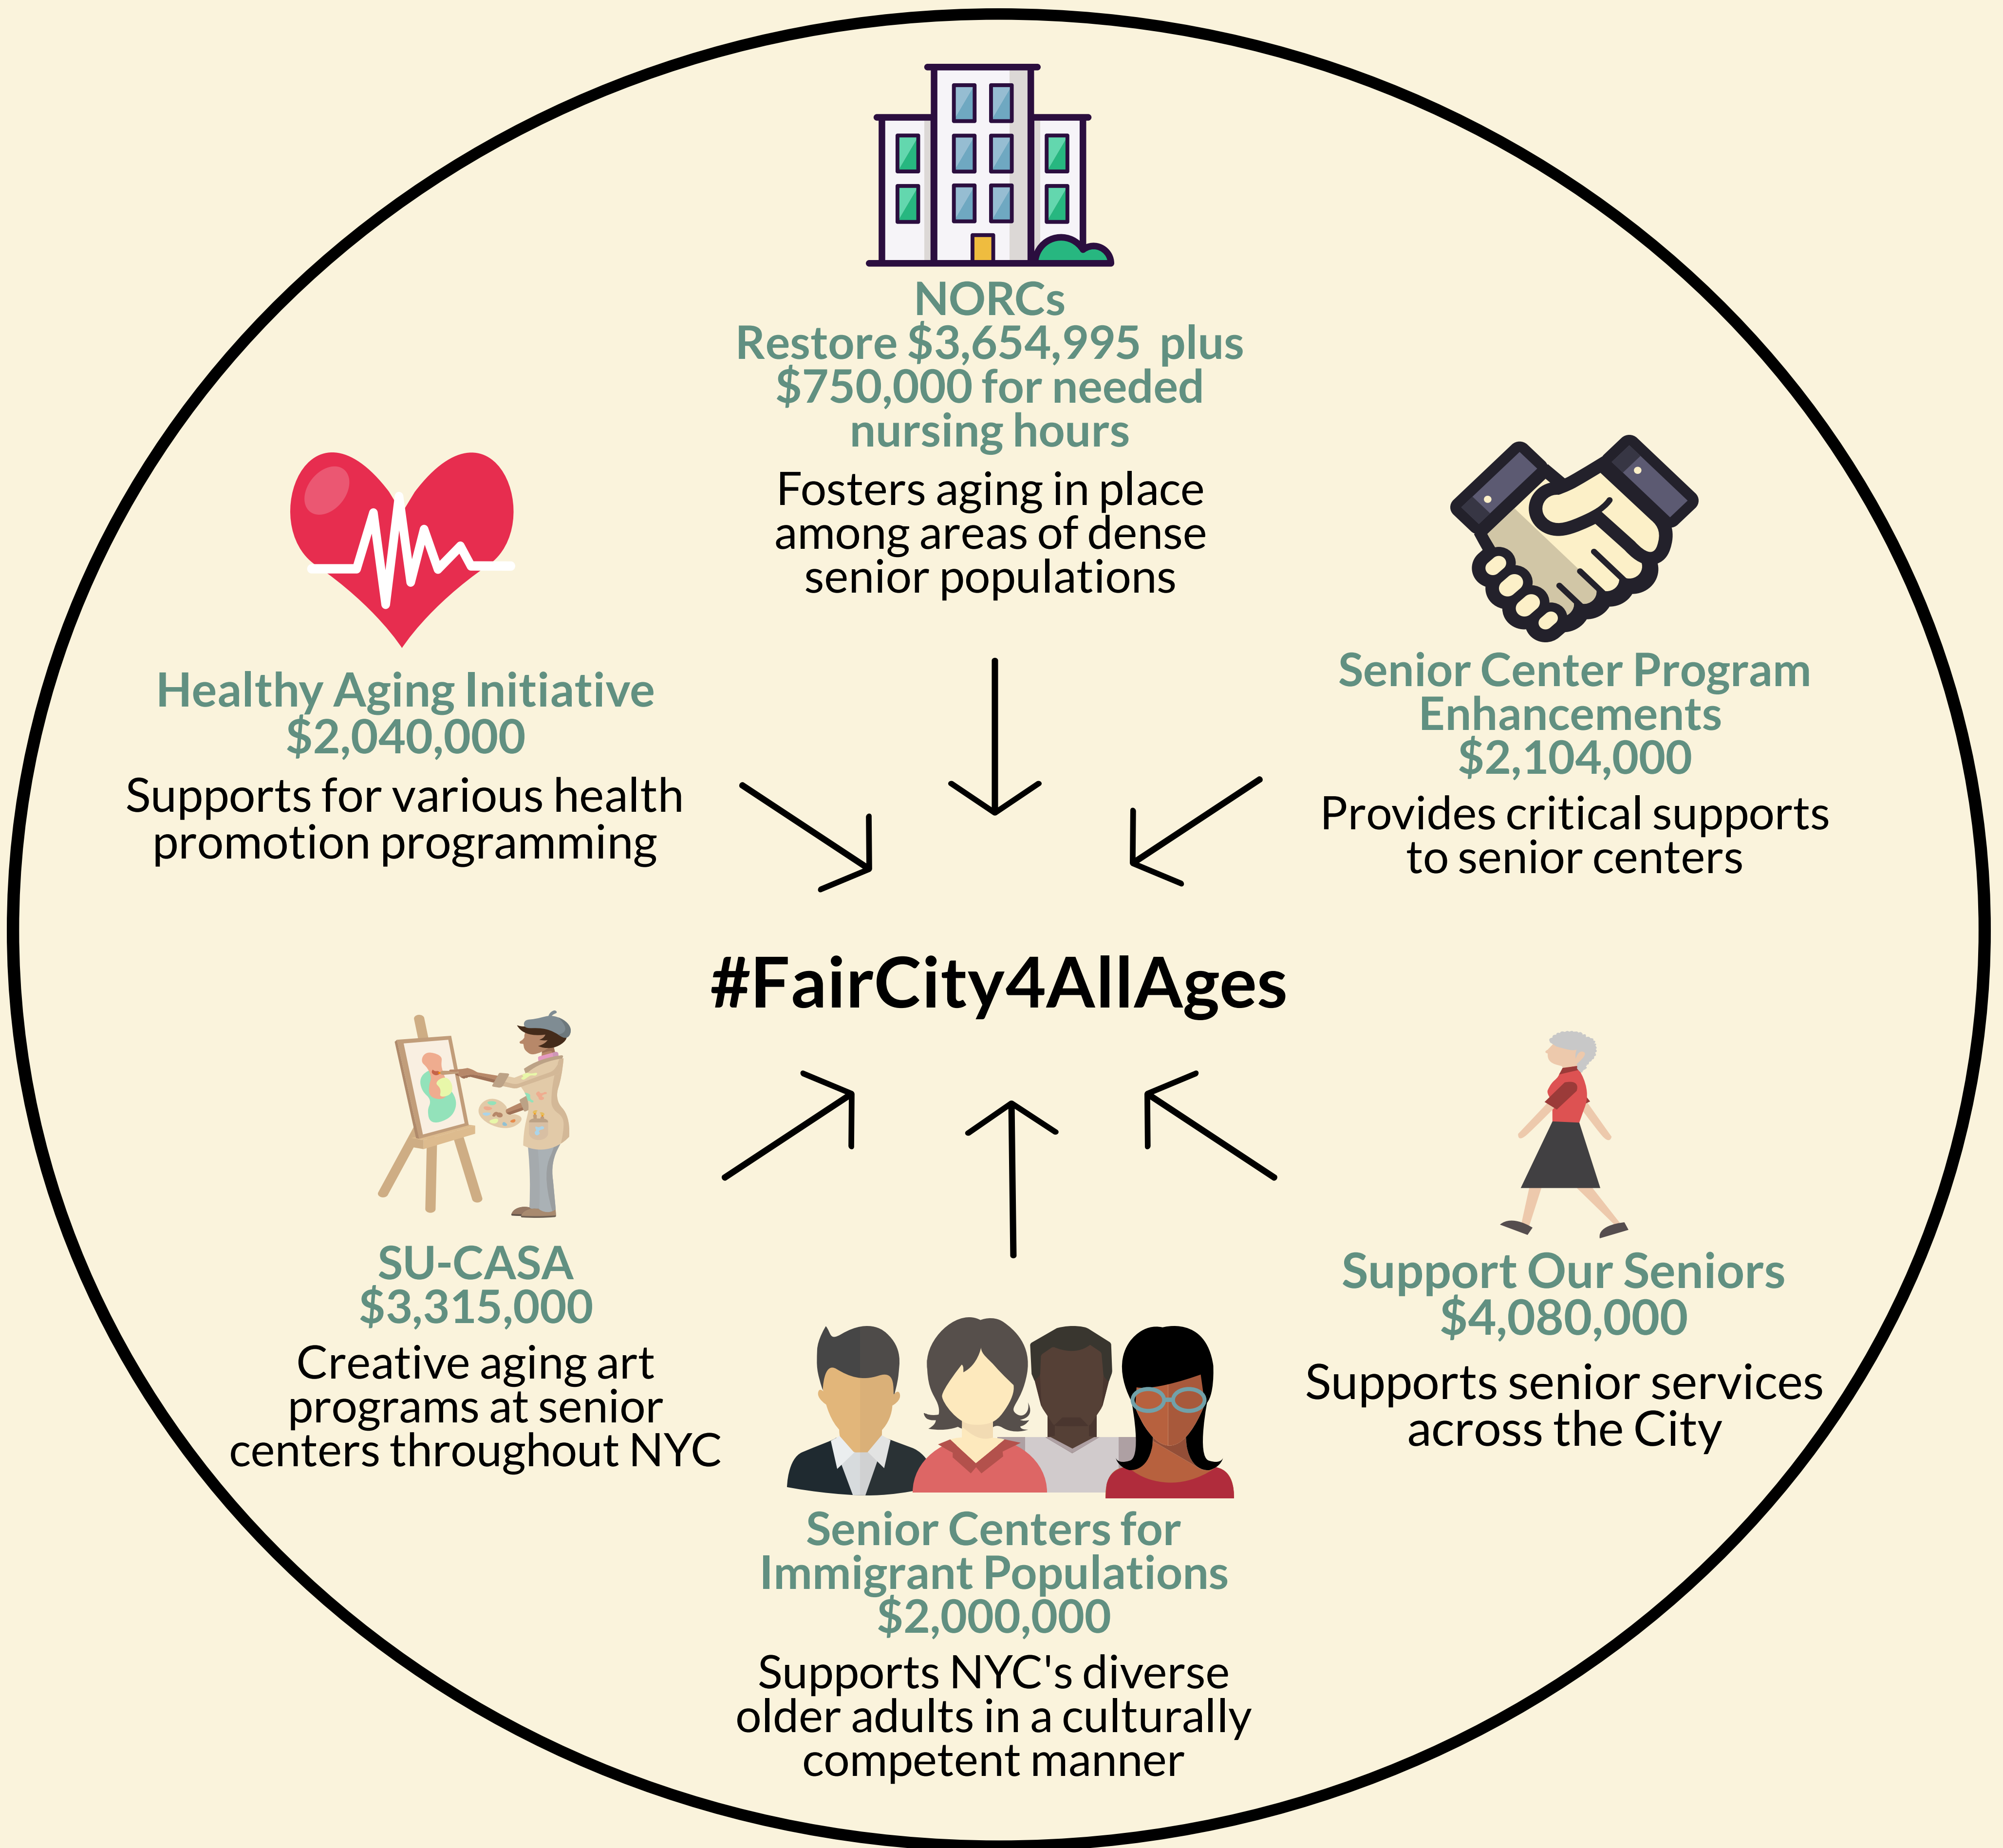 NORCs
Restore $3,654,995 plus
$750,000 for needed
nursing hours
Fosters aging in place
among areas of dense
senior populations
Healthy Aging Initiative
$2,040,000
Supports for various health
promotion programming
Senior Center Program
Enhancements
$2,104,000
Provides critical supports
to senior centers
#FairCity4AllAges
SU-CASA
$3,315,000
Creative aging art
programs at senior
centers throughout NYC
Support Our Seniors
$4,080,000
Supports senior services
across the City
Senior Centers for
Immigrant Populations
$2,000,000
Supports NYC's diverse
older adults in a culturally
competent manner